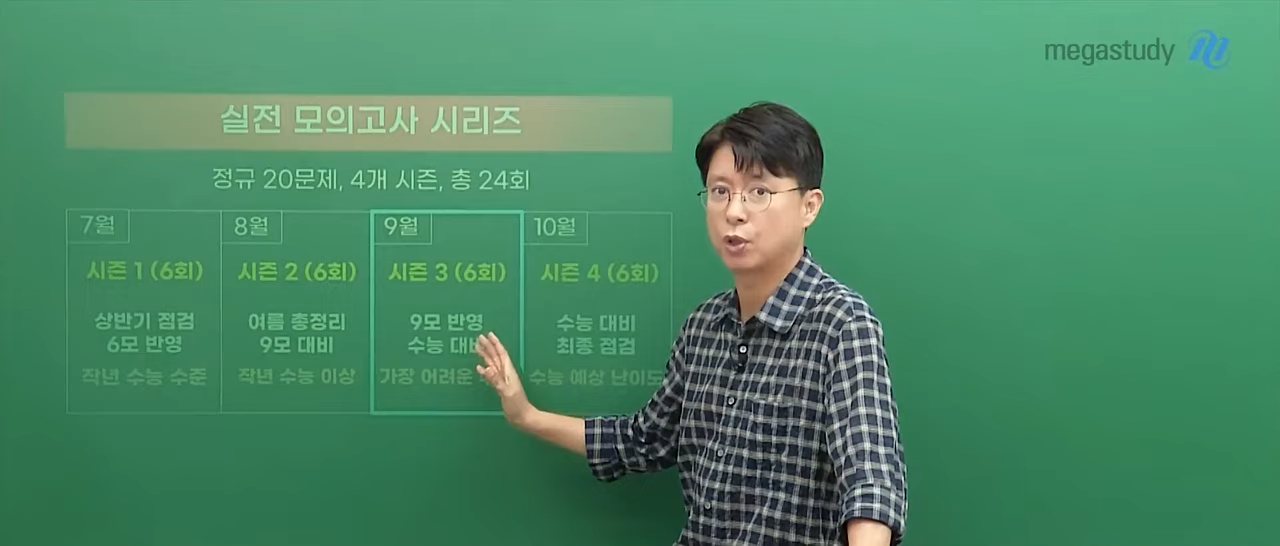 megastudy
실전 모의고사 시리즈
정규 20문제, 4개 시즌, 총 24회
7월
시즌 1 (6회)
상반기 점검
6모 반영
작년 수능 수준
8월
시즌 2 (6회)
여름 총정리
9모 대비
작년 수능 이상
9월
시즌 3 (6회)
9모 반영
수능 대비
가장 어려운
10월
시즌 4 (6회)
수능 대비
최종 점검
수능 예상 난이도